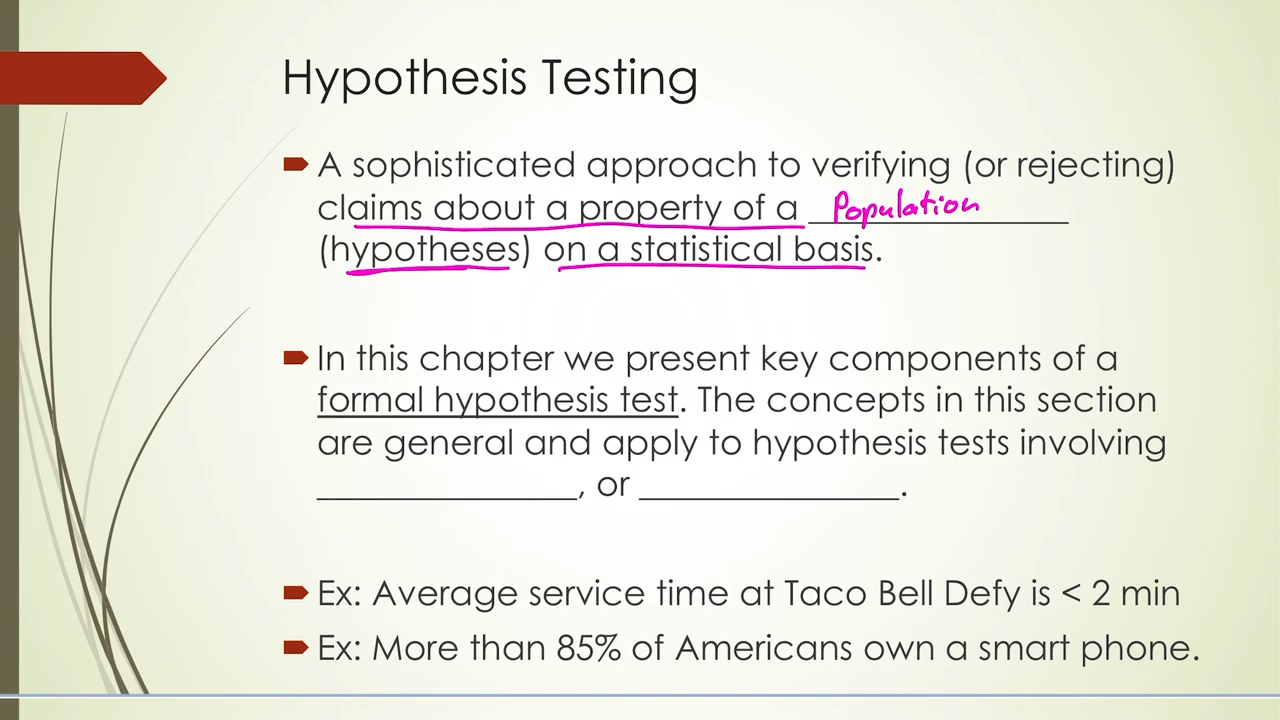 Hypothesis Testing
A sophisticated approach to verifying (or rejecting)
claims about a property of a Population
(hypotheses) on a statistical basis.
In this chapter we present key components of a
formal hypothesis test. The concepts in this section
are general and apply to hypothesis tests involving
_______________, or _______________.
Ex: Average service time at Taco Bell Defy is < 2 min
Ex: More than 85% of Americans own a smart phone.